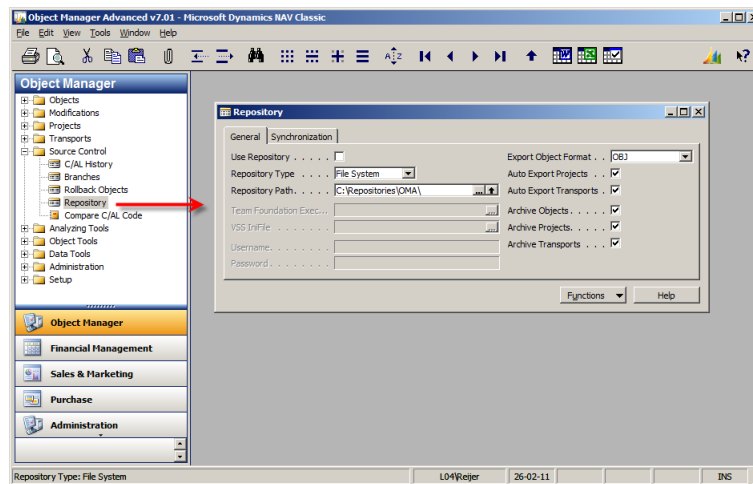 Object Manager Advanced v7.01 - Microsoft Dynamics NAV Classic
File Edit View Tools Window Help
Object Manager
Objects
Modifications
Projects
Transports
Source Control
C/AL History
Branches
Rollback Objects
Repository
Compare C/AL Code
Analyzing Tools
Object Tools
Data Tools
Administration
Setup
Object Manager
Financial Management
Sales & Marketing
Purchase
Administration
Repository
General Synchronization
Use Repository . . . . .
Repository Type . . . . File System
Repository Path. . . . . C:\Repositories\OMA\
Team Foundation Exec...
VSS IniFile . . . . . . .
Username. . . . . . . .
Password . . . . . . . .
Export Object Format . . OBJ
Auto Export Projects . .
Auto Export Transports .
Archive Objects. . . . .
Archive Projects. . . . .
Archive Transports . . .
Functions Help
Repository Type: File System L04\Reijer 26-02-11 INS